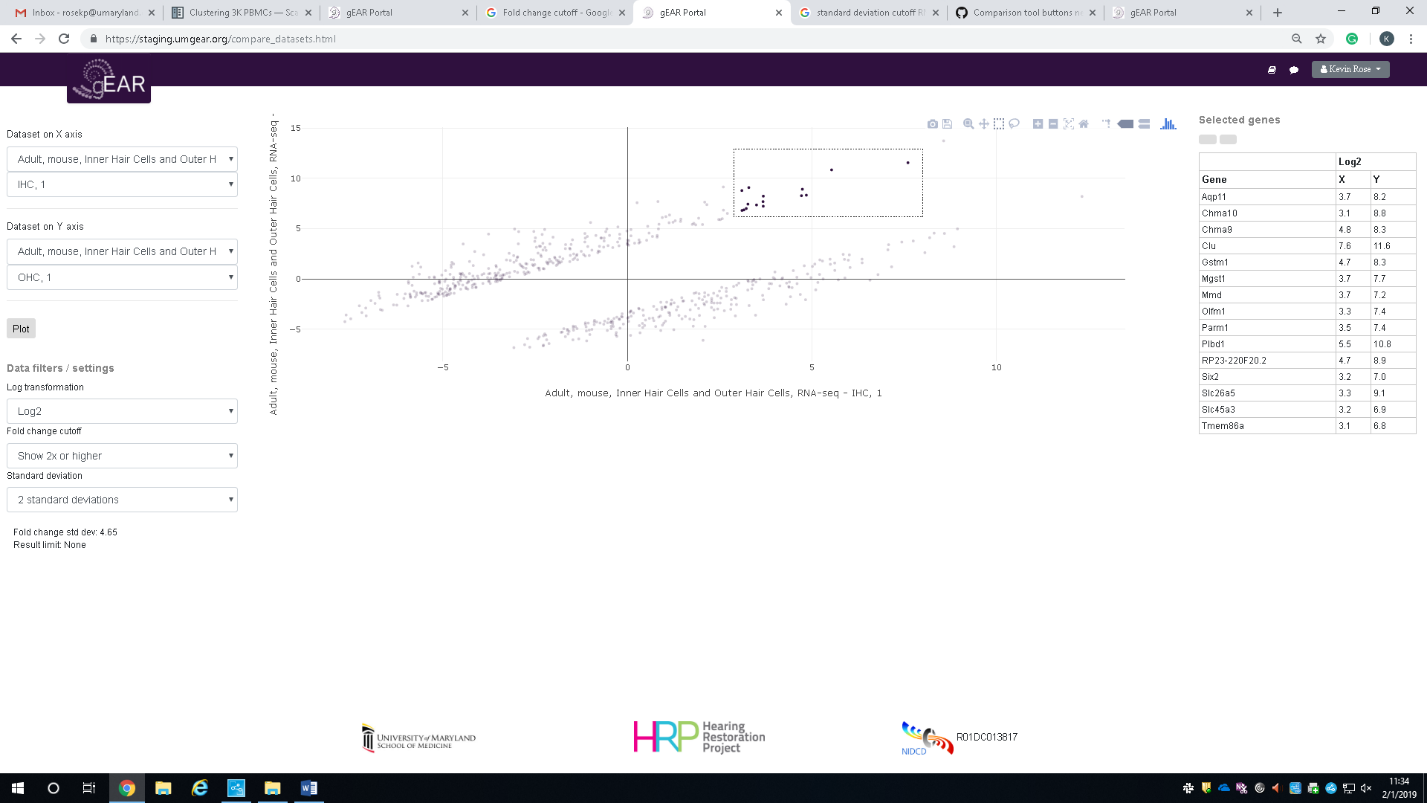 Inbox - rosekp@umaryland
Clustering 3K PBMCs — Sca
gEAR Portal
Fold change cutoff - Google
gEAR Portal
standard deviation cutoff R
Comparison tool buttons n
gEAR Portal
https://staging.umgear.org/compare_datasets.html
K
gEAR
Kevin Rose
Dataset on X axis
Adult, mouse, Inner Hair Cells and Outer H
IHC, 1
Dataset on Y axis
Adult, mouse, Inner Hair Cells and Outer H
OHC, 1
Plot
Data filters / settings
Log transformation
Log2
Fold change cutoff
Show 2x or higher
Standard deviation
2 standard deviations
Fold change std dev: 4.65
Result limit: None
Adult, mouse, Inner Hair Cells and Outer Hair Cells, RNA-seq -
15
10
5
0
−5
−5
0
5
10
Adult, mouse, Inner Hair Cells and Outer Hair Cells, RNA-seq - IHC, 1
Selected genes
Log2
Gene X Y
Aqp11 3.7 8.2
Chrna10 3.1 8.8
Chrna9 4.8 8.3
Clu 7.6 11.6
Gstm1 4.7 8.3
Mgst1 3.7 7.7
Mmd 3.7 7.2
Olfm1 3.3 7.4
Parm1 3.5 7.4
Plbd1 5.5 10.8
RP23-220F20.2 4.7 8.9
Six2 3.2 7.0
Slc26a5 3.3 9.1
Slc45a3 3.2 6.9
Tmem86a 3.1 6.8
UNIVERSITY of MARYLAND
SCHOOL OF MEDICINE
HRP Hearing
Restoration
Project
NIDCD
R01DC013817
11:34
2/1/2019